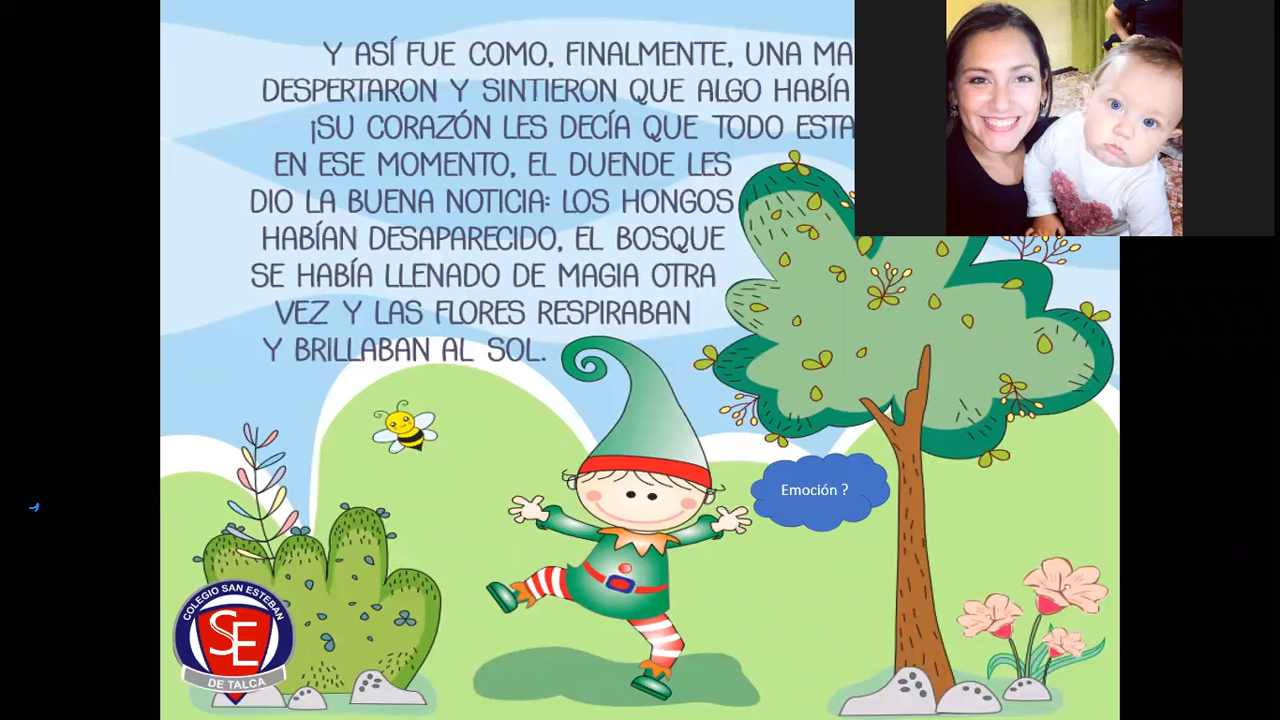 Y ASÍ FUE COMO, FINALMENTE, UNA MA
DESPERTARON Y SINTIERON QUE ALGO HABÍA
¡SU CORAZÓN LES DECÍA QUE TODO ESTA
EN ESE MOMENTO, EL DUENDE LES
DIO LA BUENA NOTICIA: LOS HONGOS
HABÍAN DESAPARECIDO, EL BOSQUE
SE HABÍA LLENADO DE MAGIA OTRA
VEZ Y LAS FLORES RESPIRABAN
Y BRILLABAN AL SOL.
Emoción ?
COLEGIO SAN ESTEBAN
SE
DE TALCA